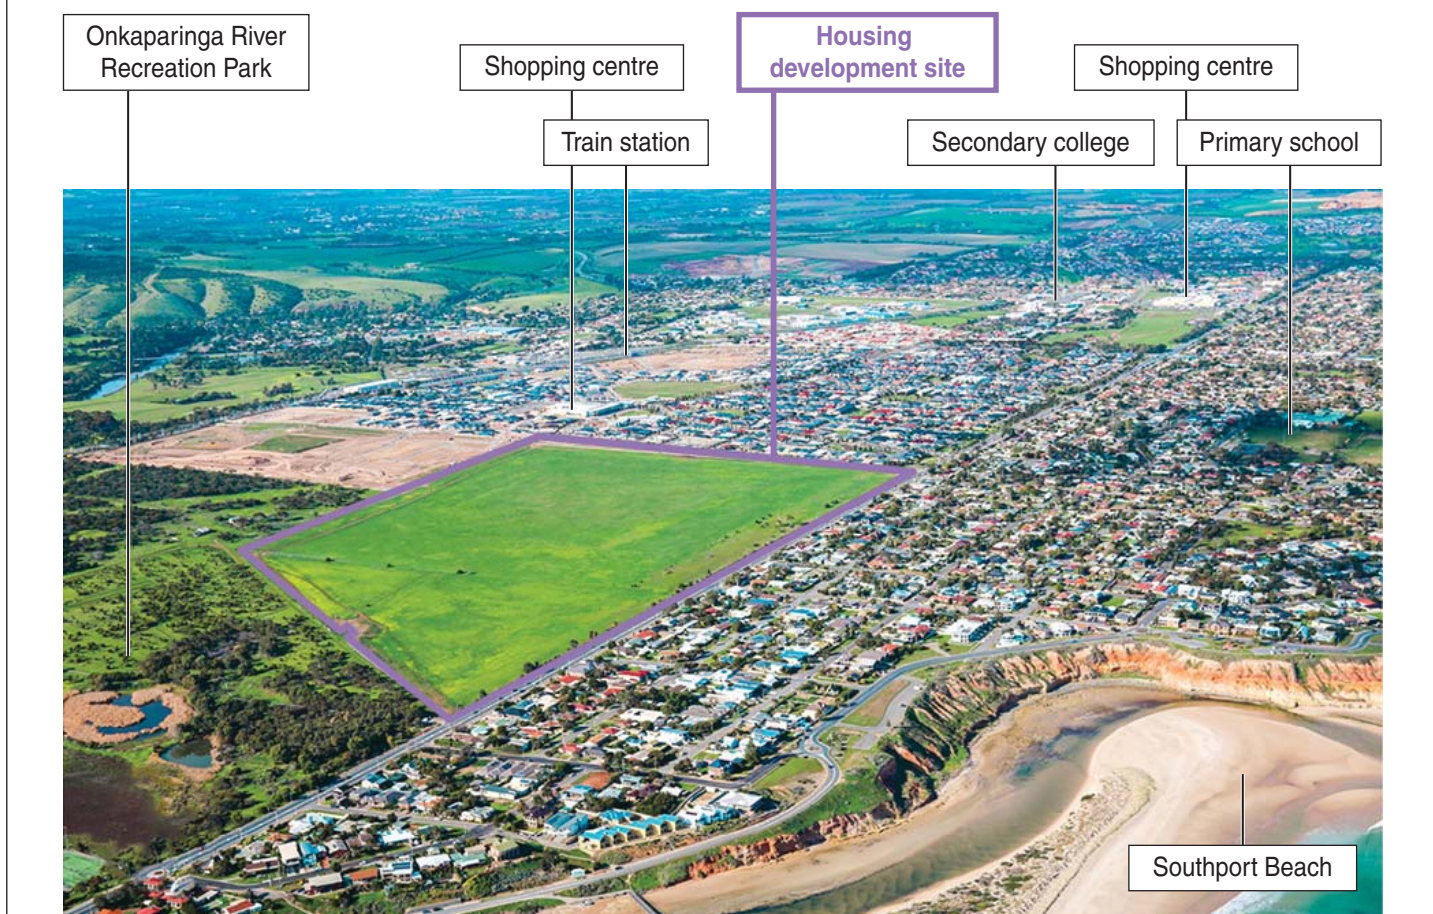 Onkaparinga River
Recreation Park
Shopping centre
Train station
Housing
development site
Secondary college
Shopping centre
Primary school
Southport Beach